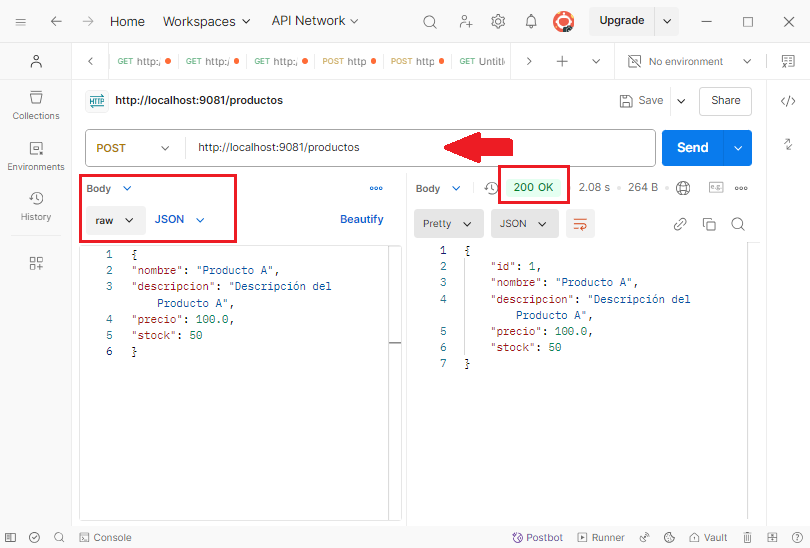 Home Workspaces API Network Upgrade
GET http:/ GET http:/ GET http:/ POST http POST http GET Untitl No environment
Collections
Environments
History
HTTP http://localhost:9081/productos Save Share
POST http://localhost:9081/productos Send
Body
raw JSON Beautify
1 {
2 "nombre": "Producto A",
3 "descripcion": "Descripción del
Producto A",
4 "precio": 100.0,
5 "stock": 50
6 }
Body 200 OK 2.08 s 264 B e.g.
Pretty JSON
1 {
2 "id": 1,
3 "nombre": "Producto A",
4 "descripcion": "Descripción del
Producto A",
5 "precio": 100.0,
6 "stock": 50
7 }
Console Postbot Runner Vault